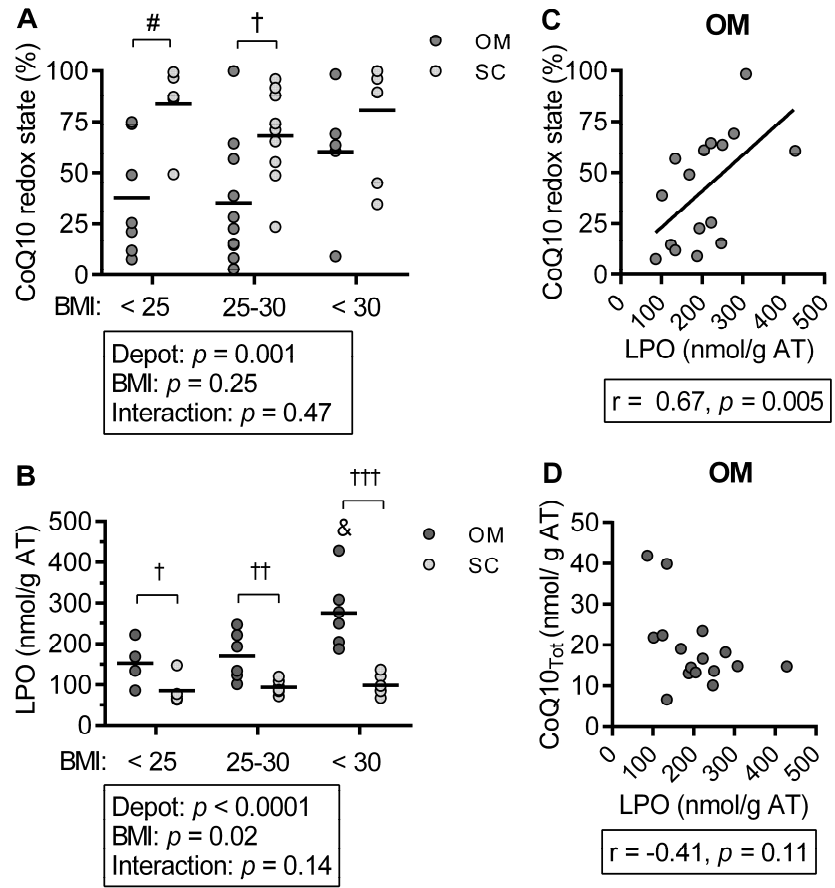 A
#
†
OM
SC
CoQ10 redox state (%)
100
75
50
25
0
BMI: < 25 25-30 < 30
Depot: p = 0.001
BMI: p = 0.25
Interaction: p = 0.47
C
OM
CoQ10 redox state (%)
100
75
50
25
0
0 100 200 300 400 500
LPO (nmol/g AT)
r = 0.67, p = 0.005
B
†
††
†††
&
OM
SC
LPO (nmol/g AT)
500
400
300
200
100
0
BMI: < 25 25-30 < 30
Depot: p < 0.0001
BMI: p = 0.02
Interaction: p = 0.14
D
OM
CoQ10Tot (nmol/ g AT)
50
40
30
20
10
0
0 100 200 300 400 500
LPO (nmol/g AT)
r = -0.41, p = 0.11